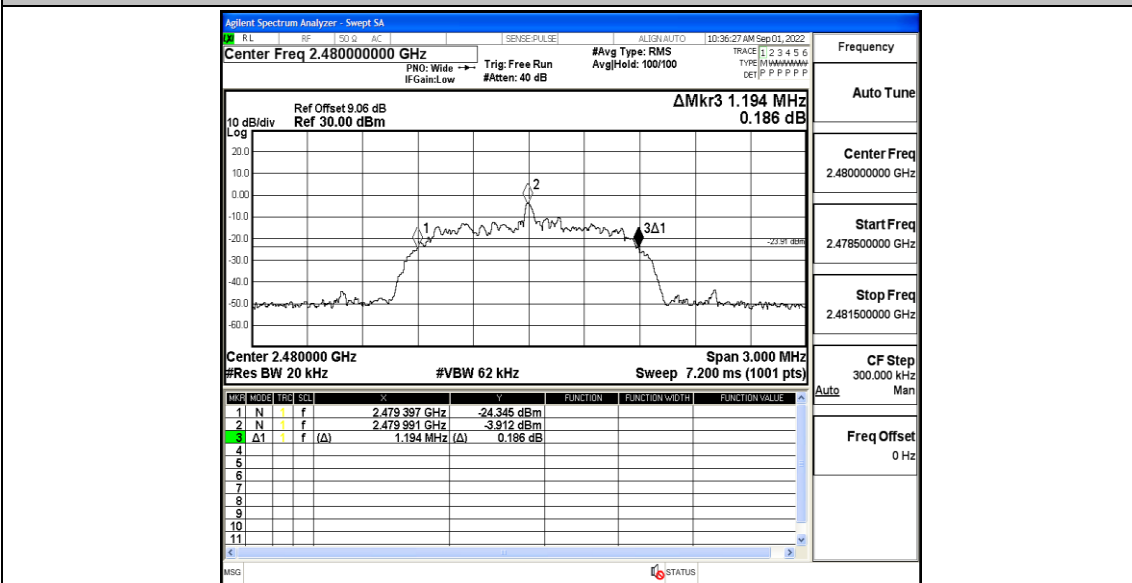 Agilent Spectrum Analyzer - Swept SA
RL RF 50 Ω AC SENSE:PULSE ALIGN AUTO 10:36:27 AM Sep 01, 2022
Center Freq 2.480000000 GHz
PNO: Wide
IFGain:Low
Trig: Free Run
#Atten: 40 dB
#Avg Type: RMS
Avg|Hold: 100/100
TRACE 1 2 3 4 5 6
TYPE M
DET P P P P P P
ΔMkr3 1.194 MHz
0.186 dB
Ref Offset 9.06 dB
10 dB/div Ref 30.00 dBm
Log
20.0
10.0
0.00
-10.0
-20.0
-30.0
-40.0
-50.0
-60.0
1
2
3Δ1
-23.91 dBm
Center 2.480000 GHz Span 3.000 MHz
#Res BW 20 kHz #VBW 62 kHz Sweep 7.200 ms (1001 pts)
MKR MODE TRC SCL X Y FUNCTION FUNCTION WIDTH FUNCTION VALUE
1 N 1 f 2.479 397 GHz -24.345 dBm
2 N 1 f 2.479 991 GHz -3.912 dBm
3 Δ1 1 f (Δ) 1.194 MHz (Δ) 0.186 dB
4
5
6
7
8
9
10
11
MSG STATUS
Frequency
Auto Tune
Center Freq
2.480000000 GHz
Start Freq
2.478500000 GHz
Stop Freq
2.481500000 GHz
CF Step
300.000 kHz
Auto Man
Freq Offset
0 Hz